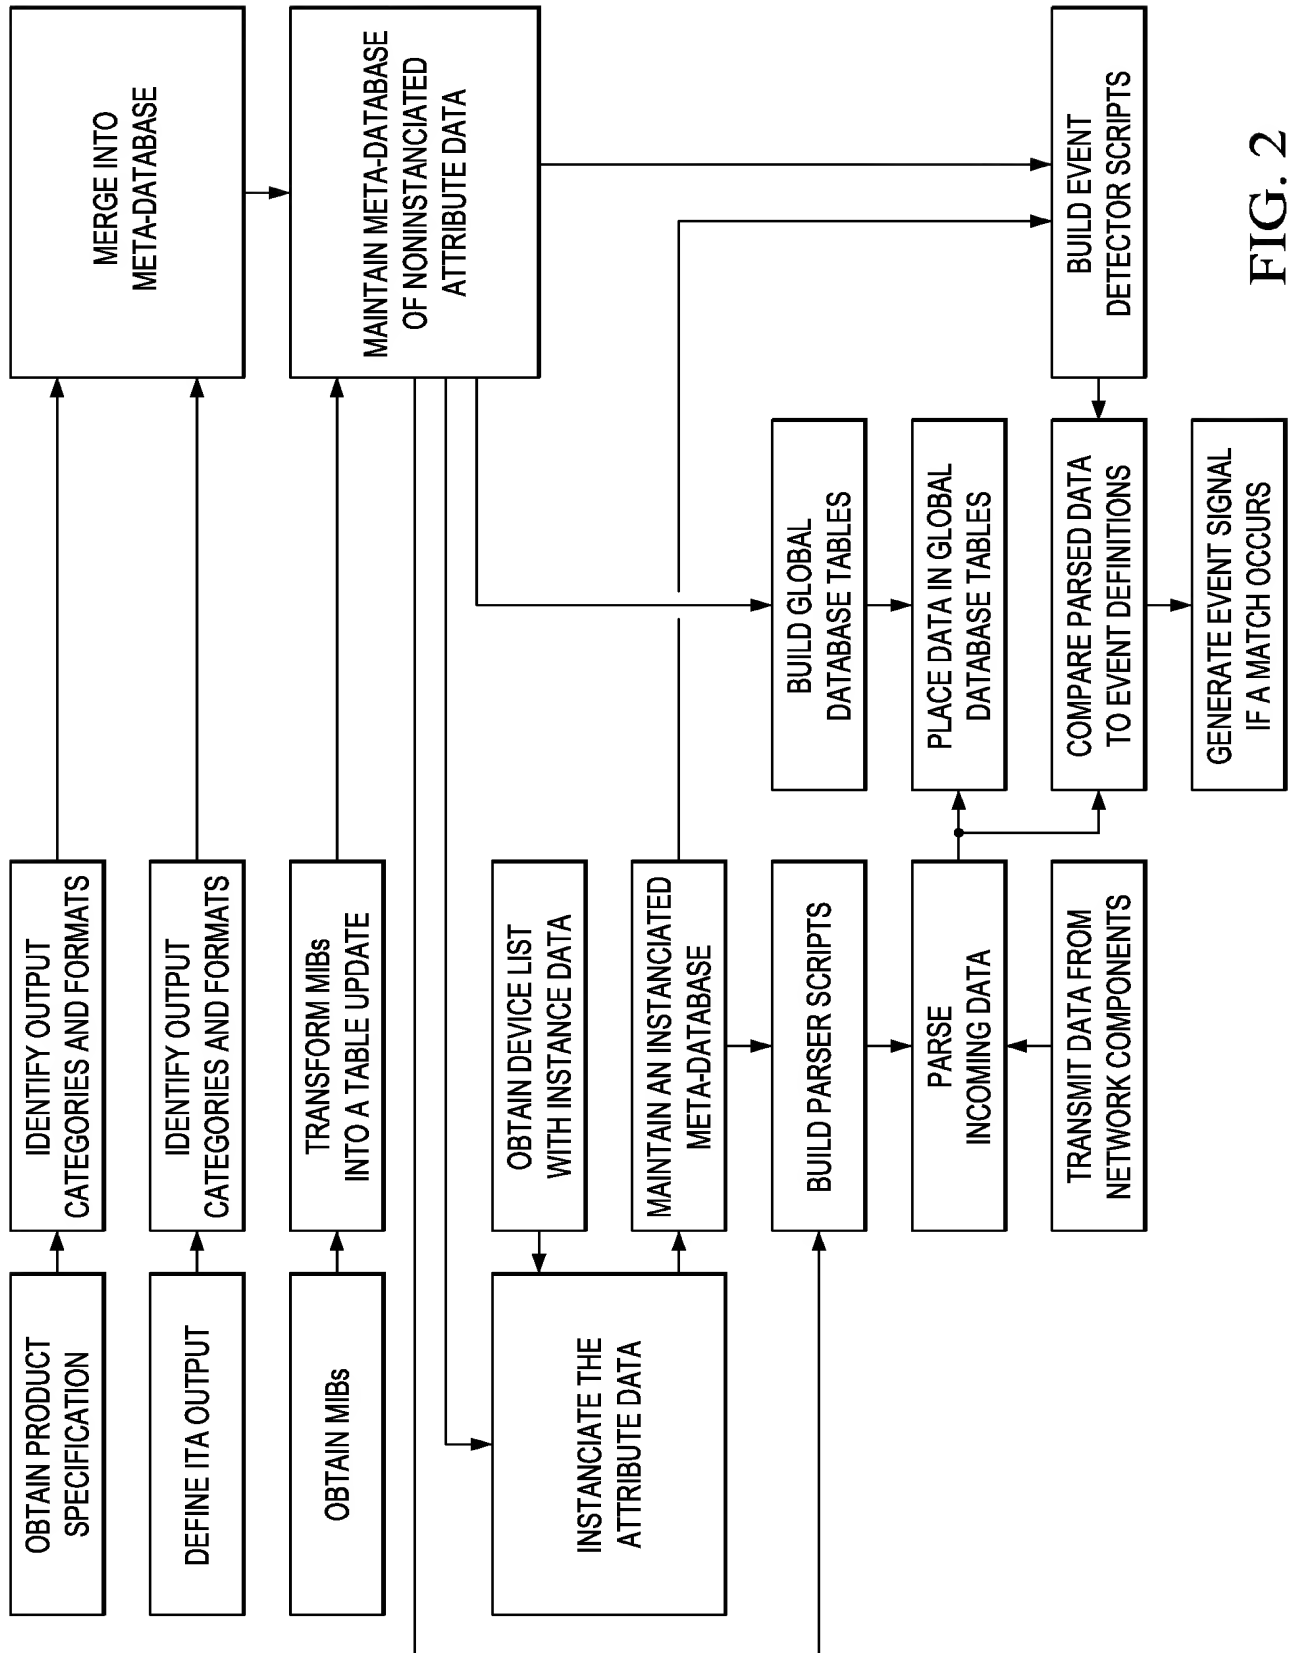 OBTAIN PRODUCT
SPECIFICATION
IDENTIFY OUTPUT
CATEGORIES AND FORMATS
MERGE INTO
META-DATABASE
DEFINE ITA OUTPUT
IDENTIFY OUTPUT
CATEGORIES AND FORMATS
OBTAIN MIBs
TRANSFORM MIBs
INTO A TABLE UPDATE
MAINTAIN META-DATABASE
OF NONINSTANCIATED
ATTRIBUTE DATA
INSTANCIATE THE
ATTRIBUTE DATA
OBTAIN DEVICE LIST
WITH INSTANCE DATA
MAINTAIN AN INSTANCIATED
META-DATABASE
BUILD PARSER SCRIPTS
BUILD GLOBAL
DATABASE TABLES
PARSE
INCOMING DATA
PLACE DATA IN GLOBAL
DATABASE TABLES
TRANSMIT DATA FROM
NETWORK COMPONENTS
COMPARE PARSED DATA
TO EVENT DEFINITIONS
BUILD EVENT
DETECTOR SCRIPTS
GENERATE EVENT SIGNAL
IF A MATCH OCCURS
FIG. 2